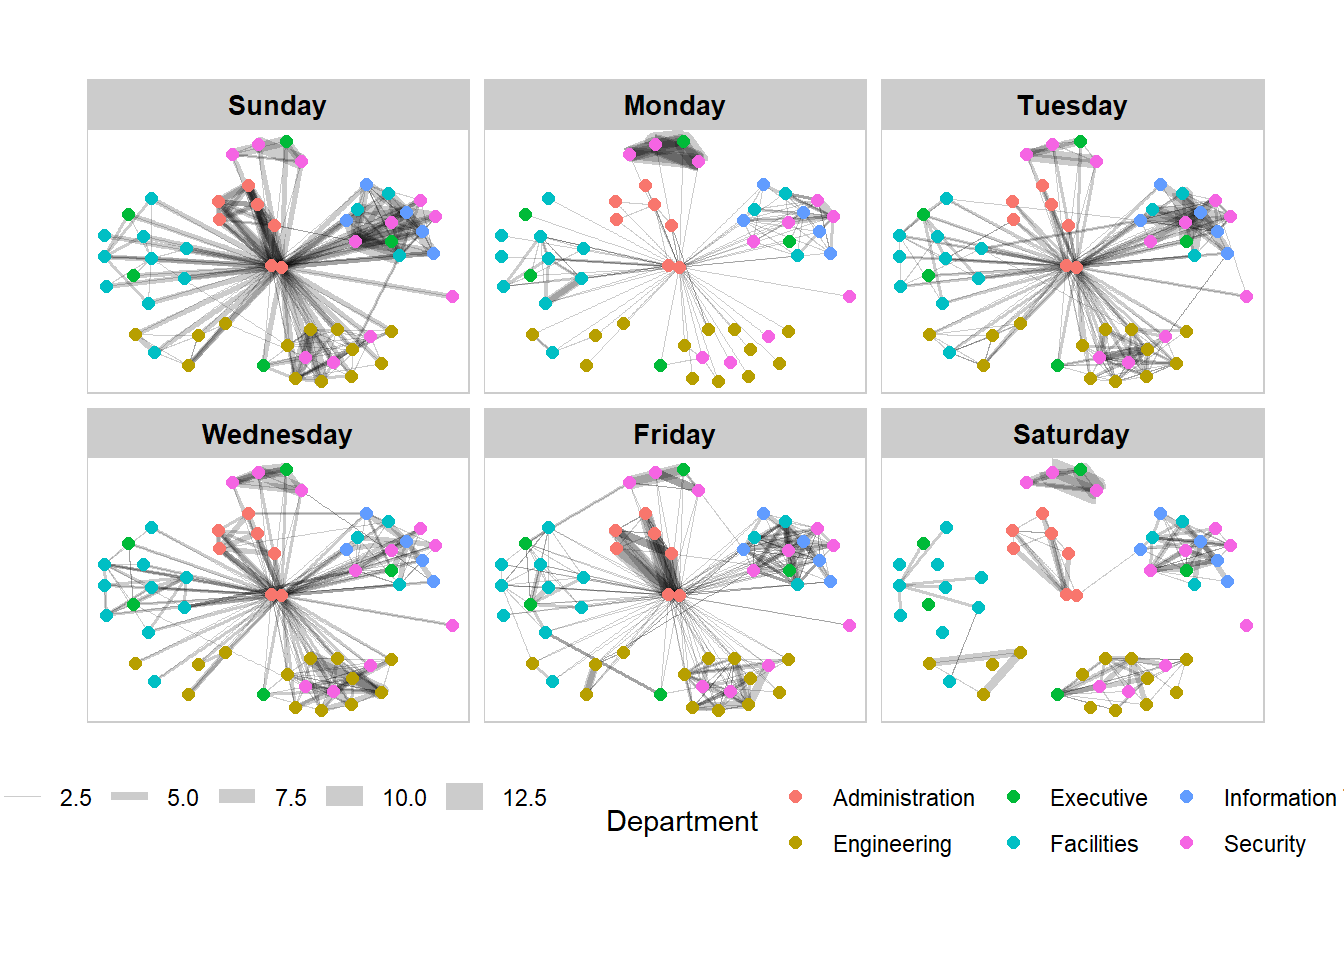 Sunday Monday Tuesday
Wednesday Friday Saturday
2.5 5.0 7.5 10.0 12.5
Department
Administration Executive Information
Engineering Facilities Security